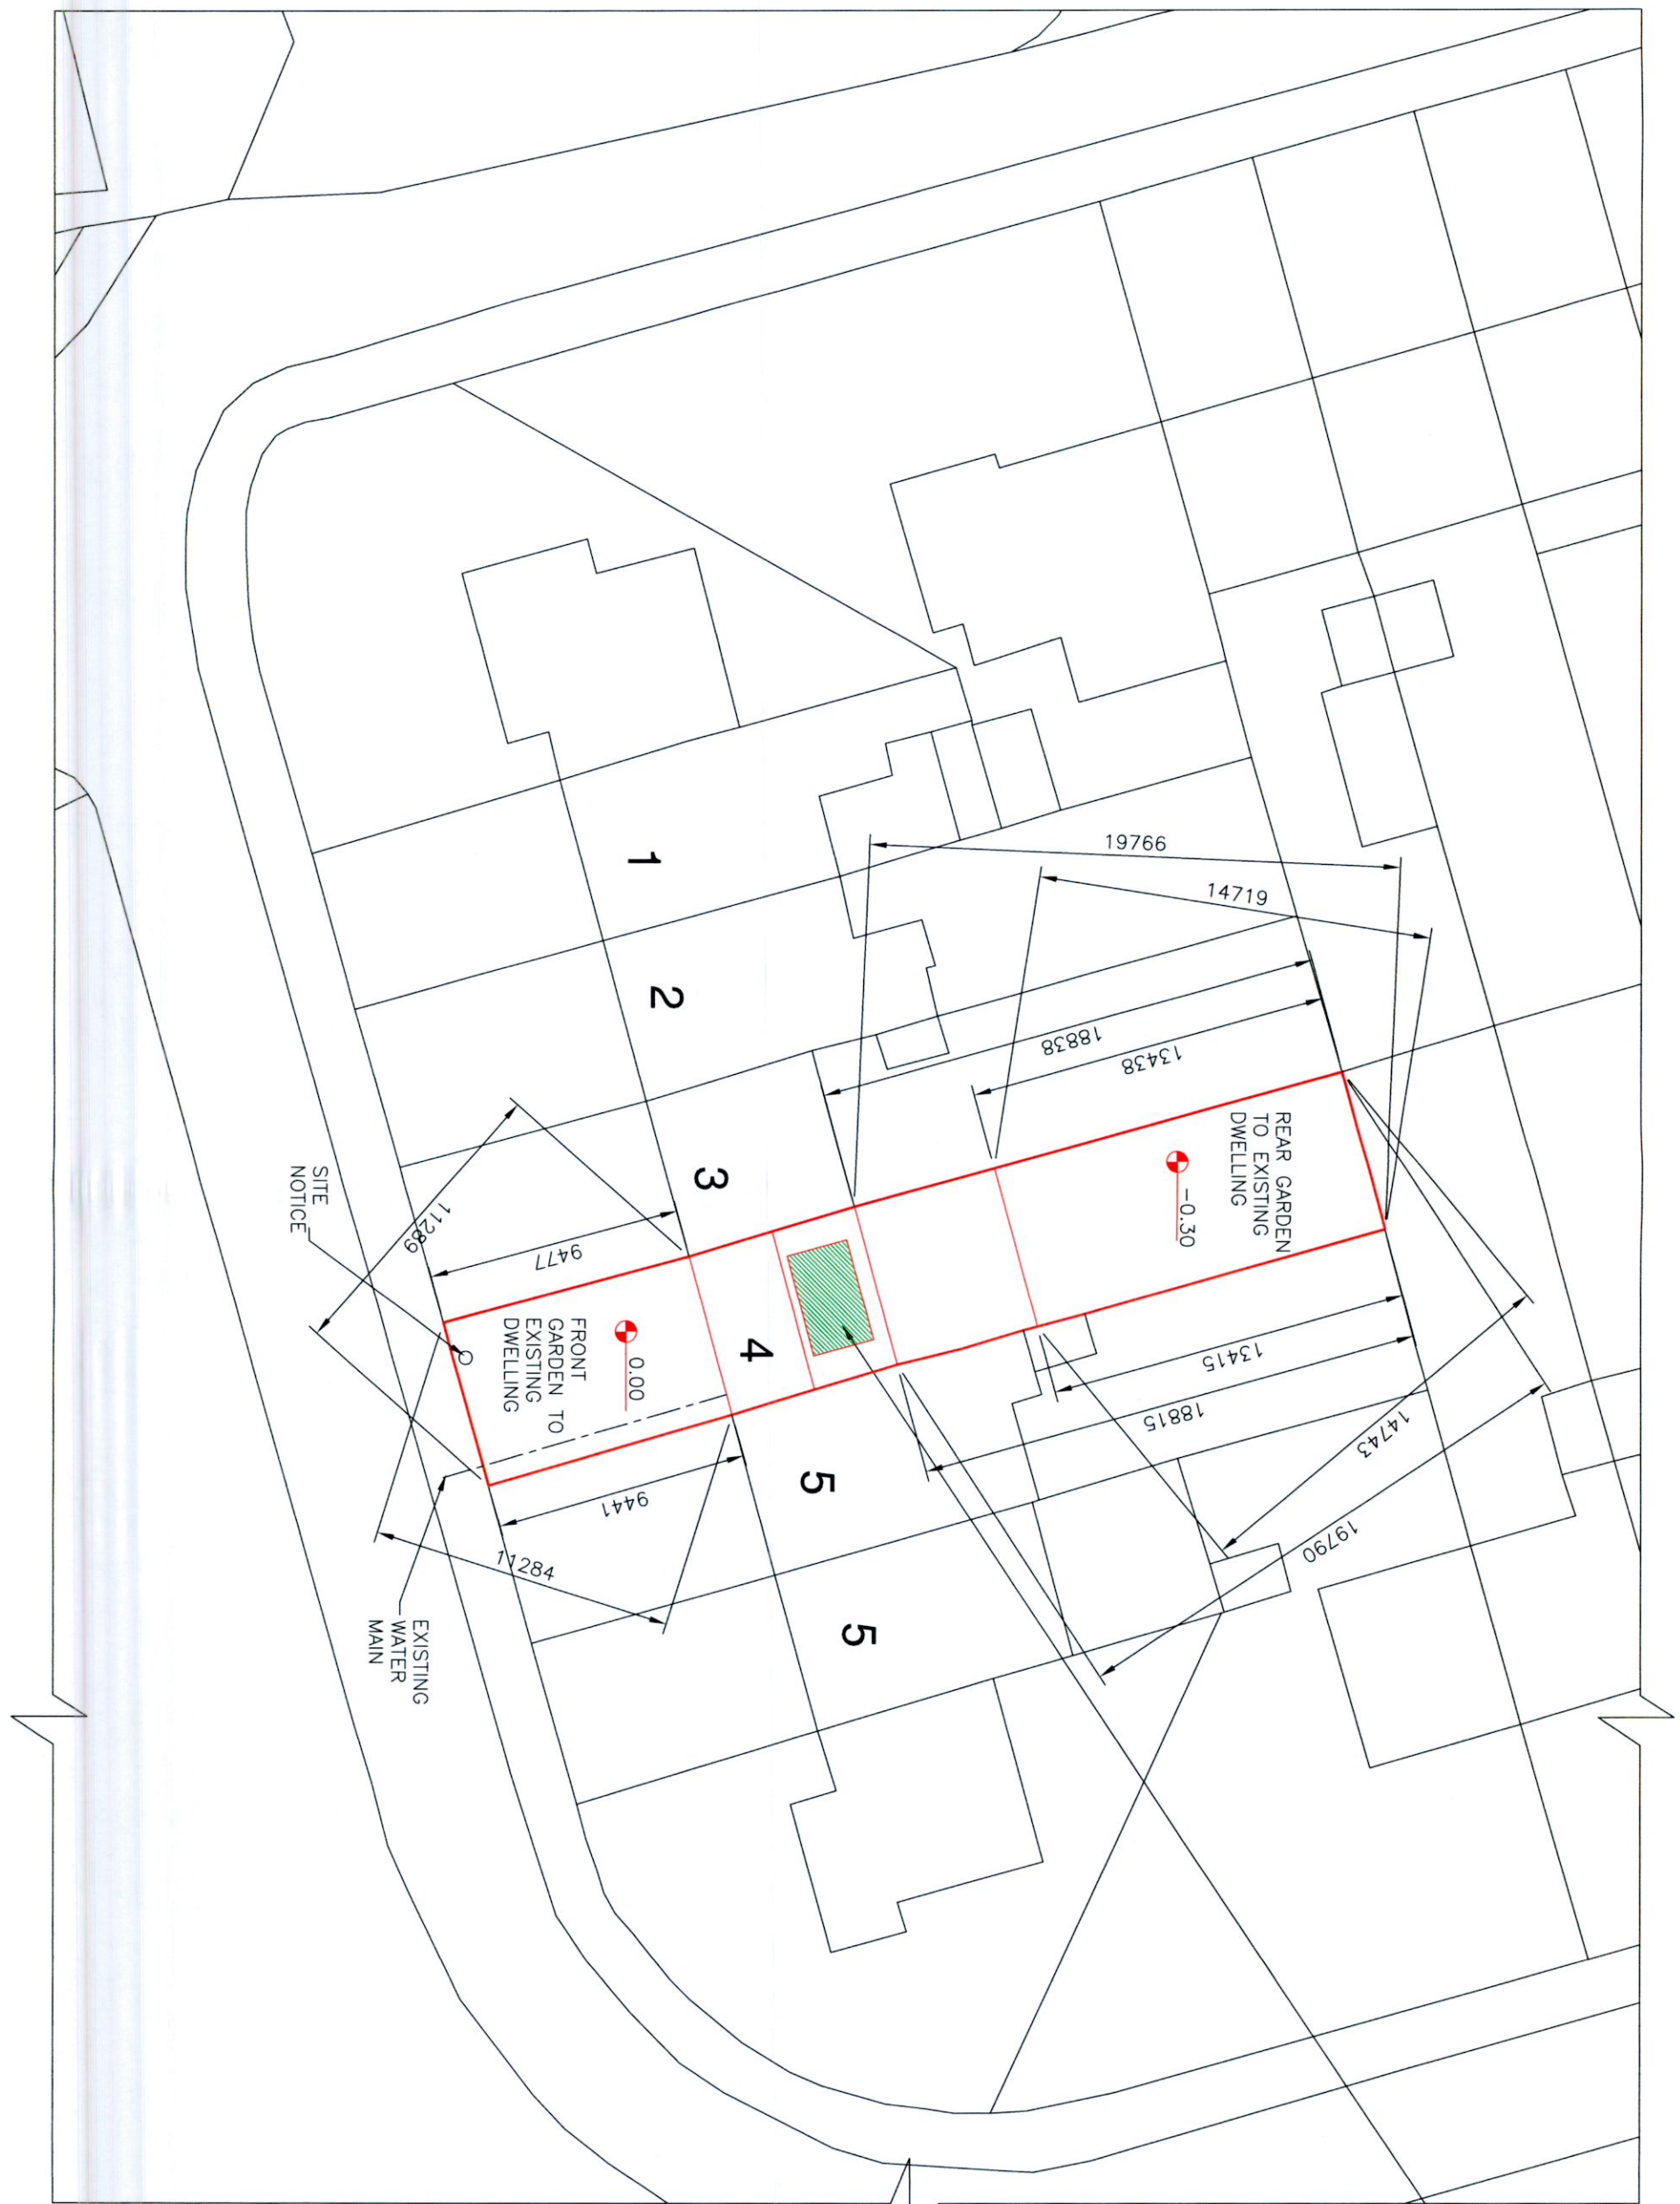 19766
14719
18838
13438
REAR GARDEN
TO EXISTING
DWELLING
-0.30
1
2
3
4
5
5
13415
18815
14743
19790
11289
9477
SITE
NOTICE
FRONT
GARDEN TO
EXISTING
DWELLING
0.00
9441
11284
EXISTING
WATER
MAIN